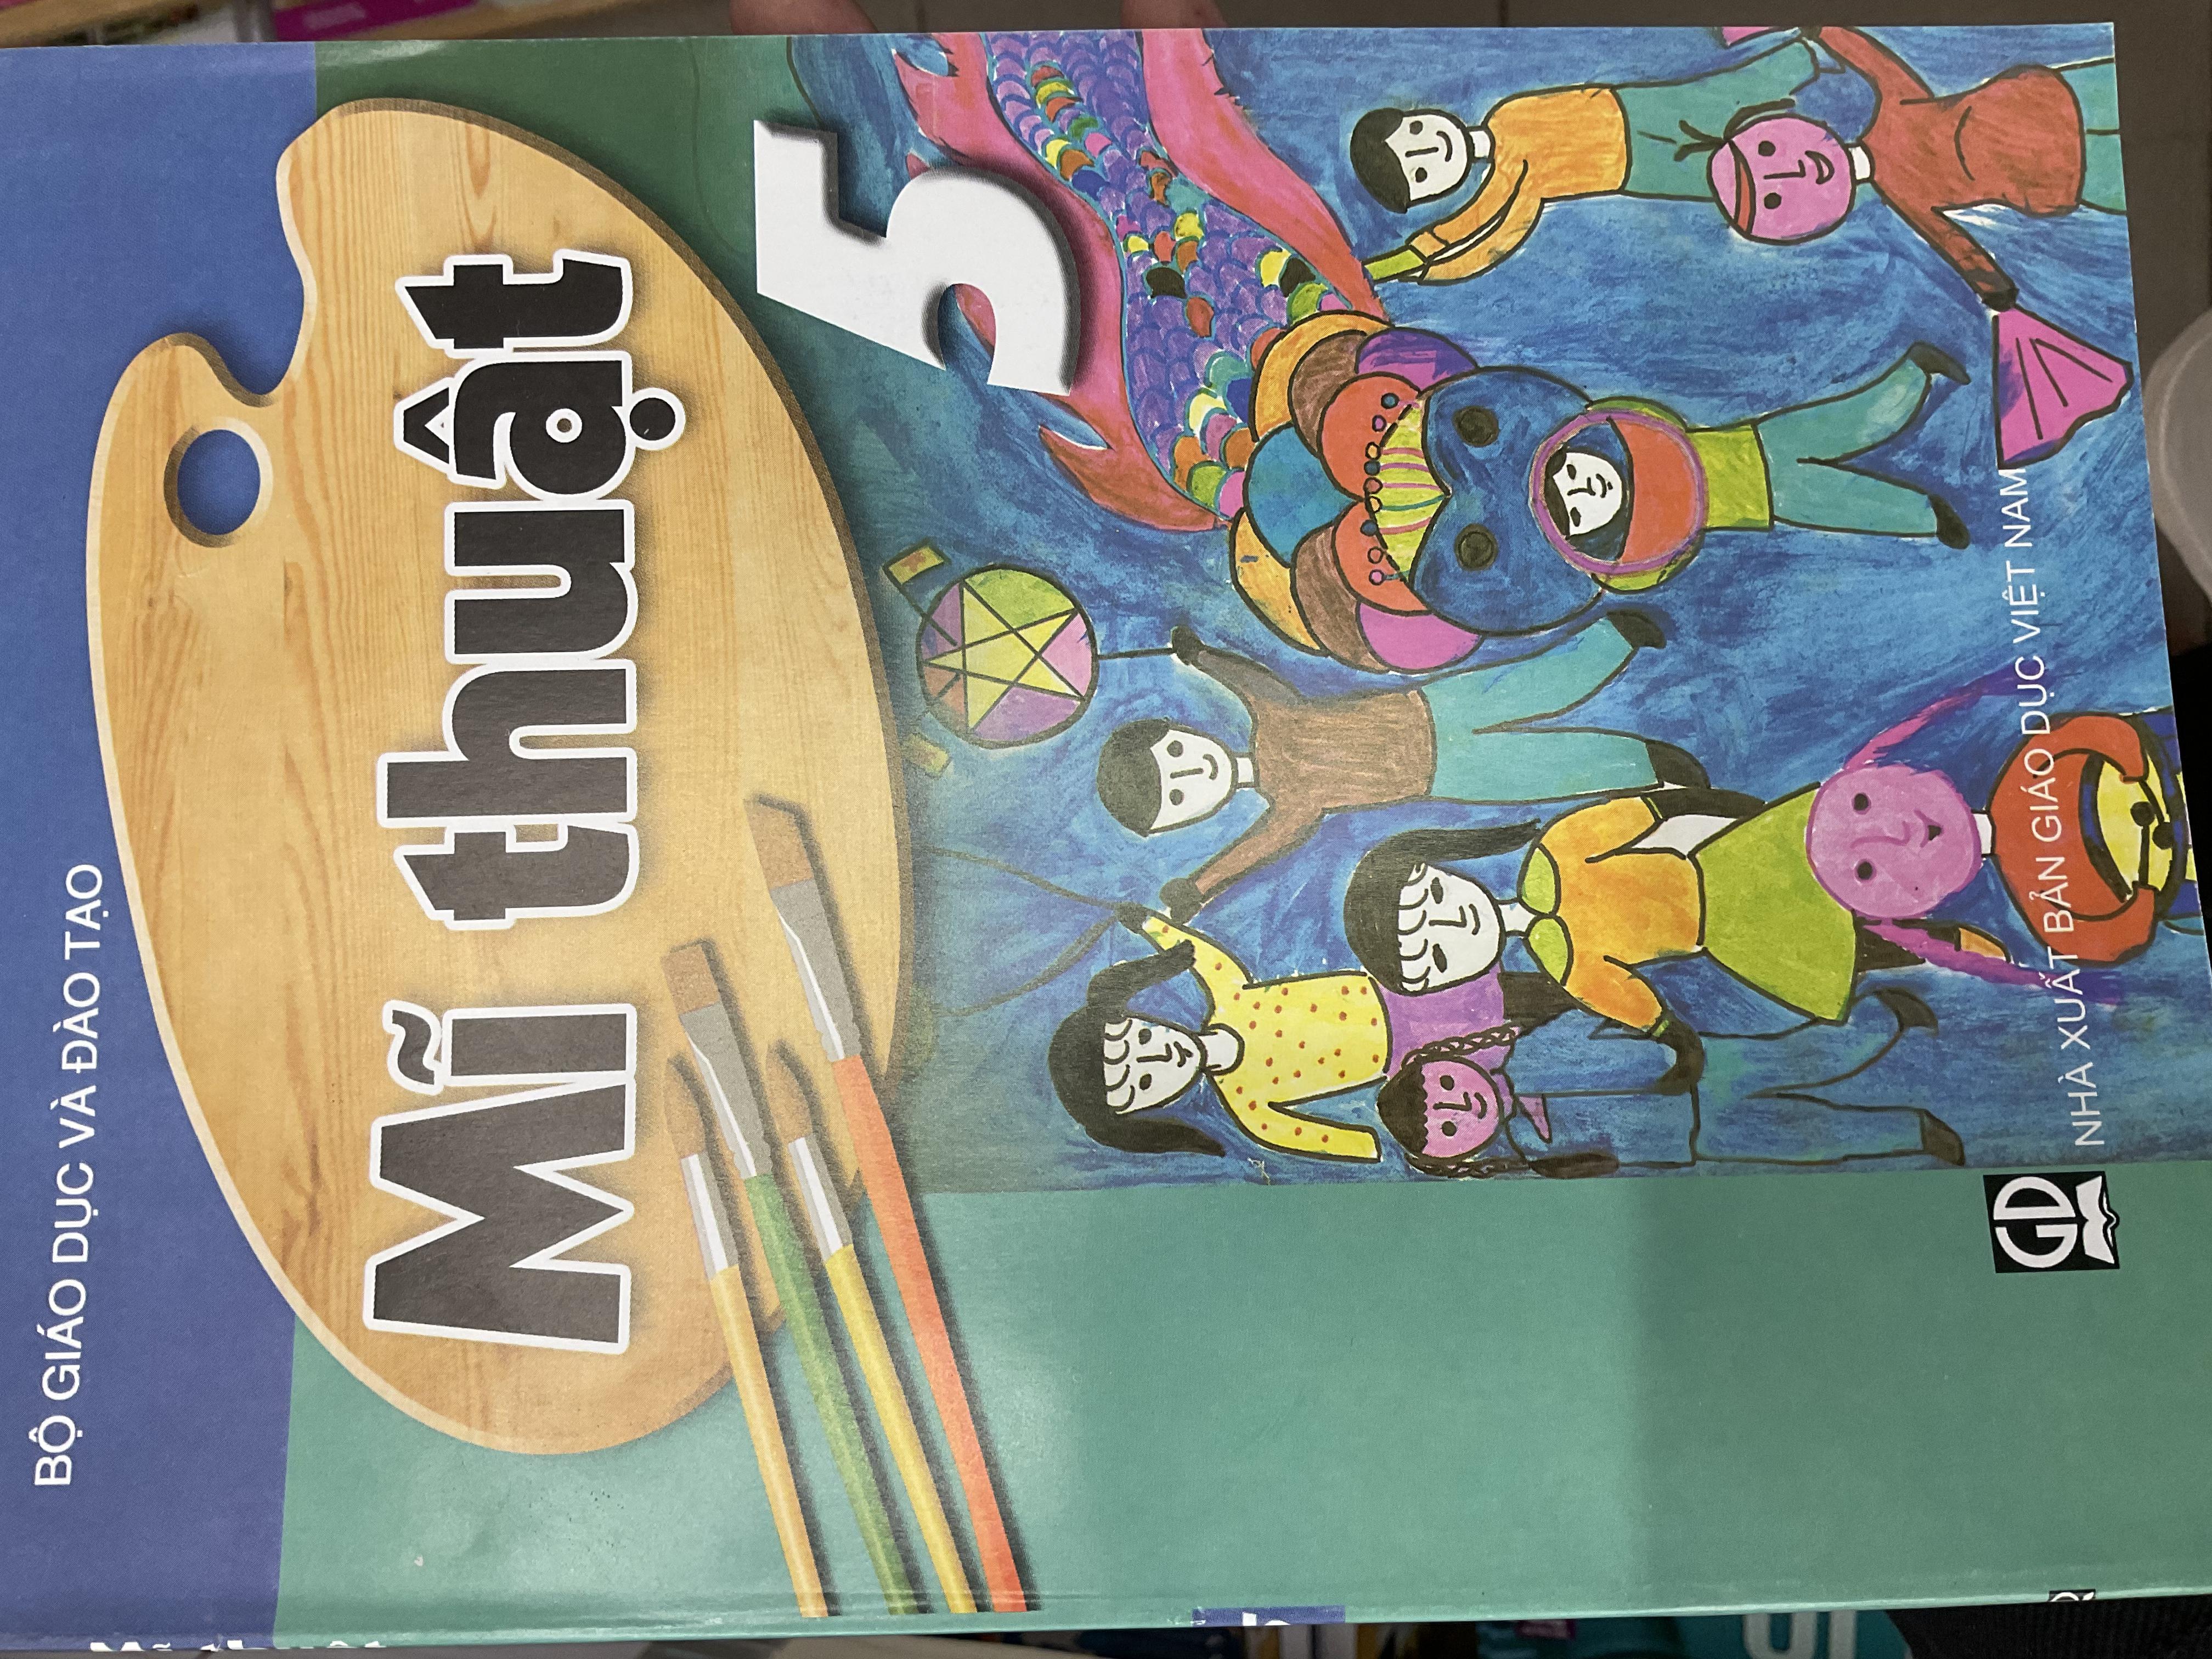 BỘ GIÁO DỤC VÀ ĐÀO TẠO
Mĩ thuật
5
GD
NHÀ XUẤT BẢN GIÁO DỤC VIỆT NAM